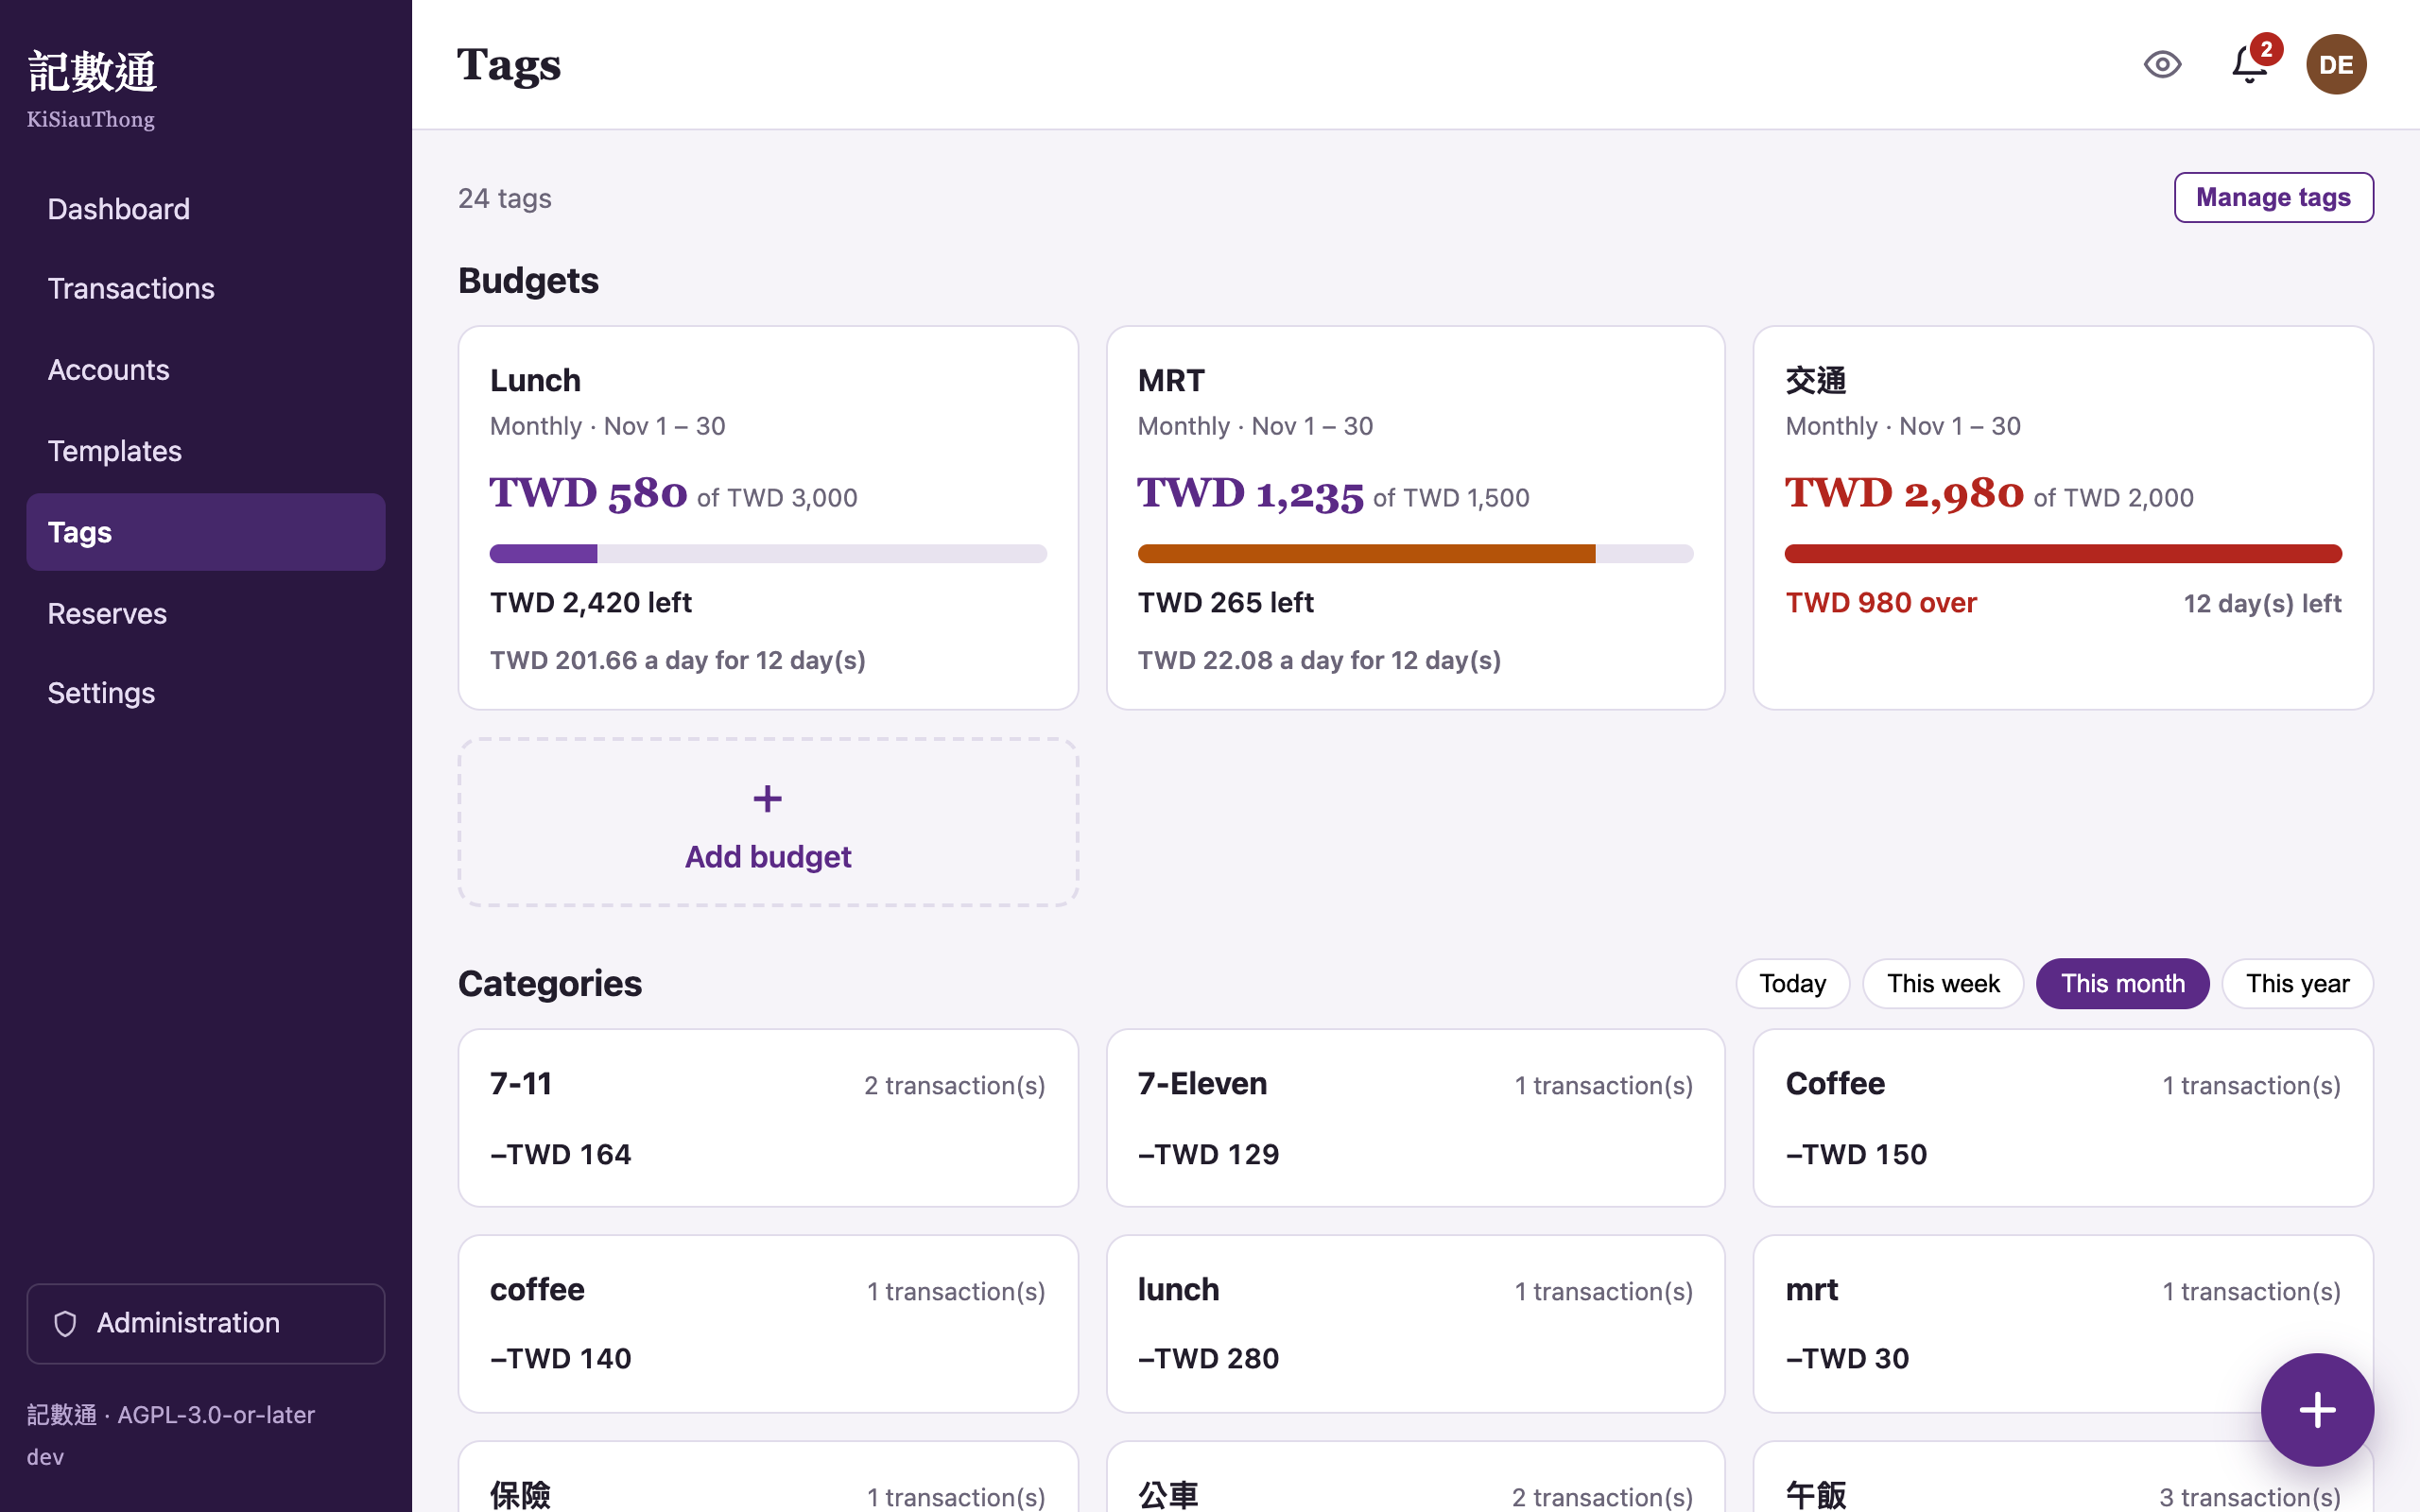 記數通
KiSiauThong
Dashboard
Transactions
Accounts
Templates
Tags
Reserves
Settings
Administration
記數通 · AGPL-3.0-or-later
dev
Tags
2
DE
24 tags
Manage tags
Budgets
Lunch
Monthly · Nov 1 – 30
TWD 580 of TWD 3,000
TWD 2,420 left
TWD 201.66 a day for 12 day(s)
MRT
Monthly · Nov 1 – 30
TWD 1,235 of TWD 1,500
TWD 265 left
TWD 22.08 a day for 12 day(s)
交通
Monthly · Nov 1 – 30
TWD 2,980 of TWD 2,000
TWD 980 over
12 day(s) left
+
Add budget
Categories
Today
This week
This month
This year
7-11
2 transaction(s)
–TWD 164
7-Eleven
1 transaction(s)
–TWD 129
Coffee
1 transaction(s)
–TWD 150
coffee
1 transaction(s)
–TWD 140
lunch
1 transaction(s)
–TWD 280
mrt
1 transaction(s)
–TWD 30
保險
1 transaction(s)
公車
2 transaction(s)
午飯
3 transaction(s)
+